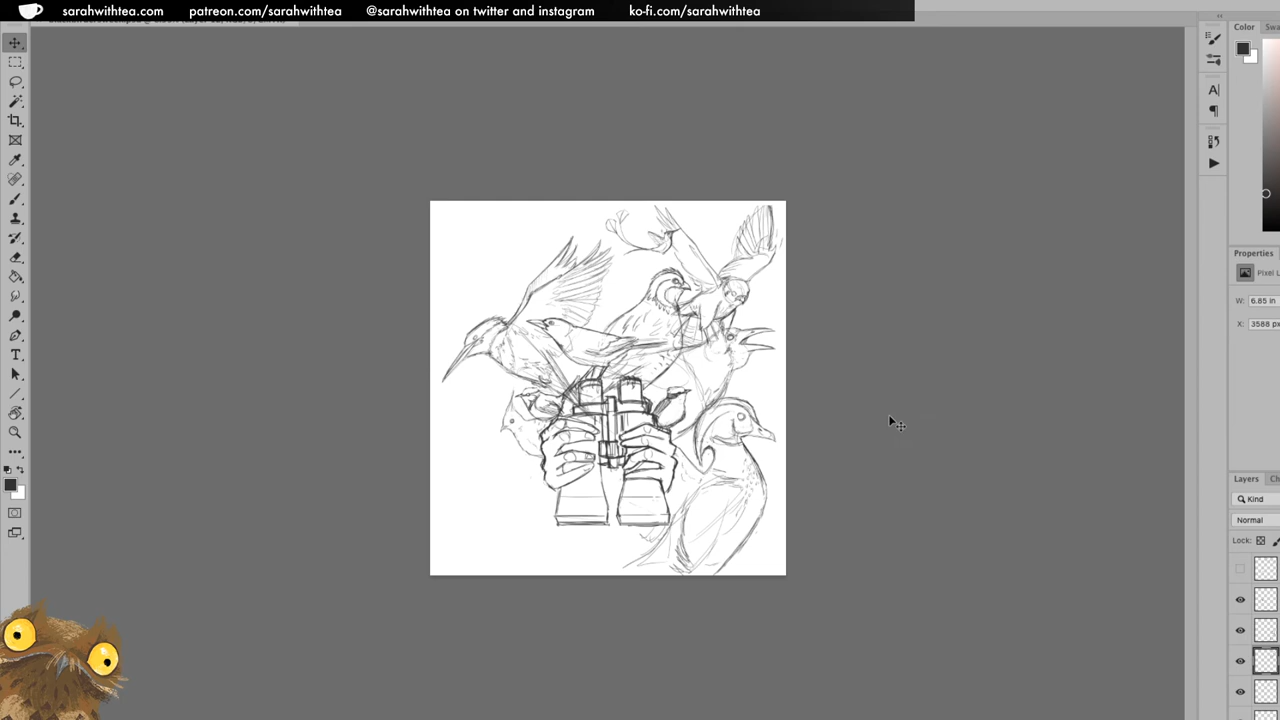 sarahwithtea.com patreon.com/sarahwithtea @sarahwithtea on twitter and instagram ko-fi.com/sarahwithtea
Color
Properties
W: 6.85 in
X: 3588 px
Layers
Kind
Normal
Lock: